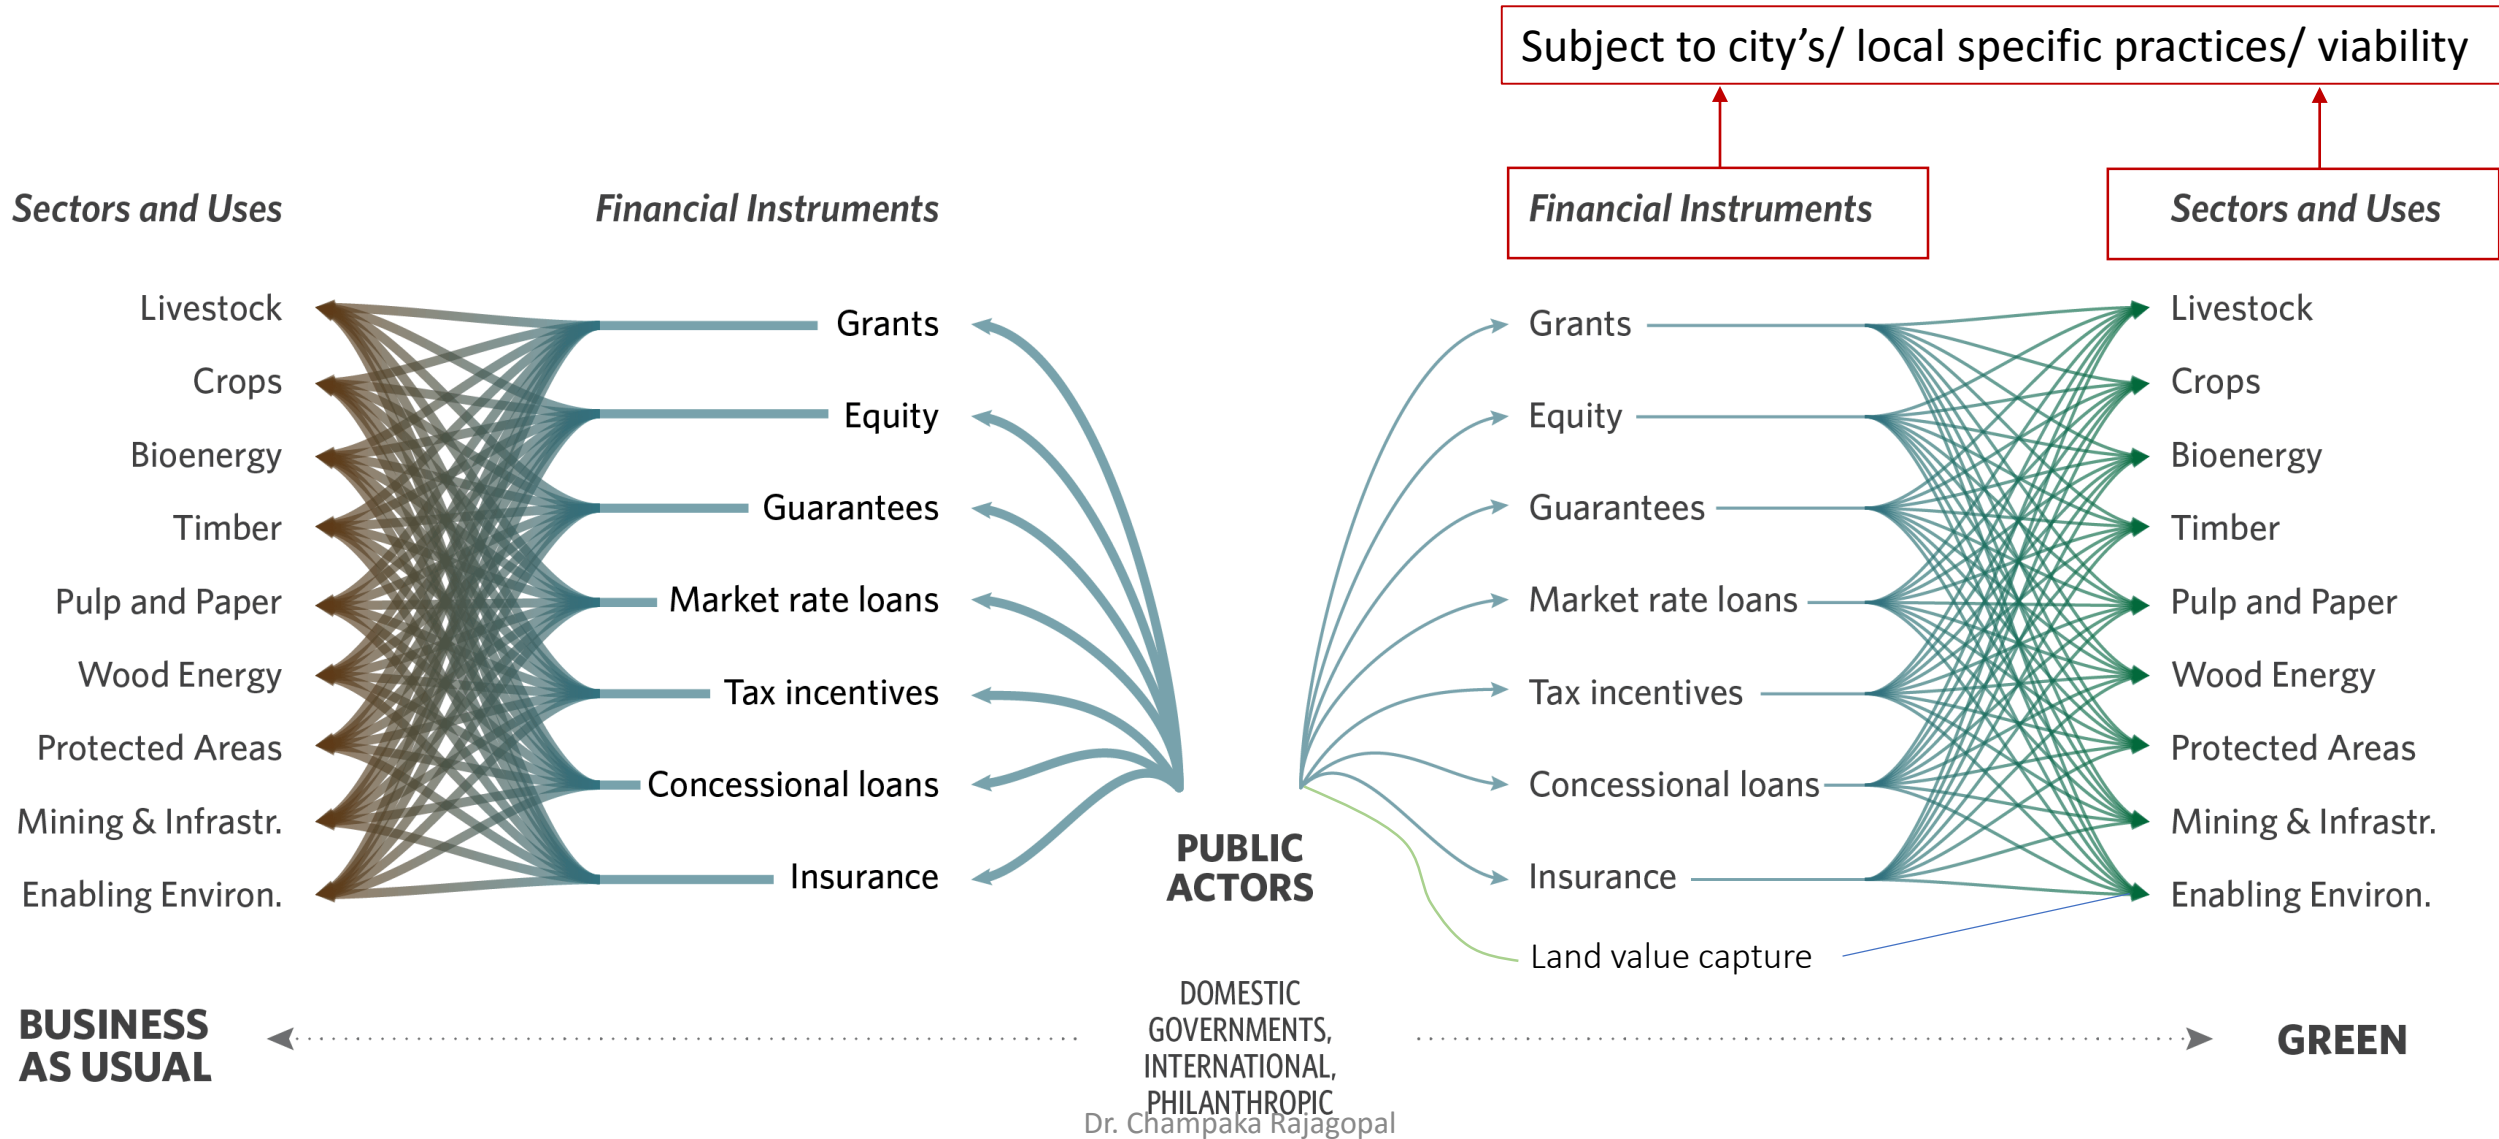 Subject to city's/ local specific practices/ viability
Sectors and Uses
Financial Instruments
Financial Instruments
Sectors and Uses
Livestock
Crops
Bioenergy
Timber
Pulp and Paper
Wood Energy
Protected Areas
Mining & Infrastr.
Enabling Environ.
Grants
Equity
Guarantees
Market rate loans
Tax incentives
Concessional loans
Insurance
PUBLIC
ACTORS
Grants
Equity
Guarantees
Market rate loans
Tax incentives
Concessional loans
Insurance
Land value capture
Livestock
Crops
Bioenergy
Timber
Pulp and Paper
Wood Energy
Protected Areas
Mining & Infrastr.
Enabling Environ.
BUSINESS
AS USUAL
DOMESTIC
GOVERNMENTS,
INTERNATIONAL,
PHILANTHROPIC
GREEN
Dr. Champaka Rajagopal